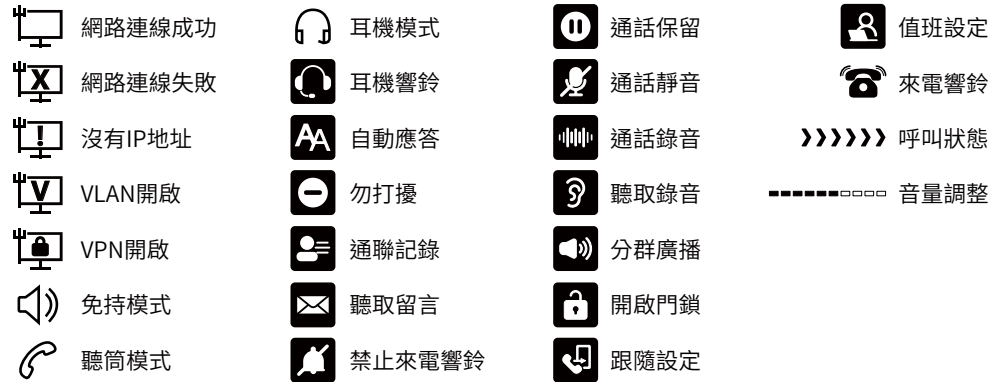 網路連線成功
網路連線失敗
沒有IP地址
VLAN開啟
VPN開啟
免持模式
聽筒模式
耳機模式
耳機響鈴
自動應答
勿打擾
通聯記錄
聽取留言
禁止來電響鈴
通話保留
通話靜音
通話錄音
聽取錄音
分群廣播
開啟門鎖
跟隨設定
值班設定
來電響鈴
呼叫狀態
音量調整